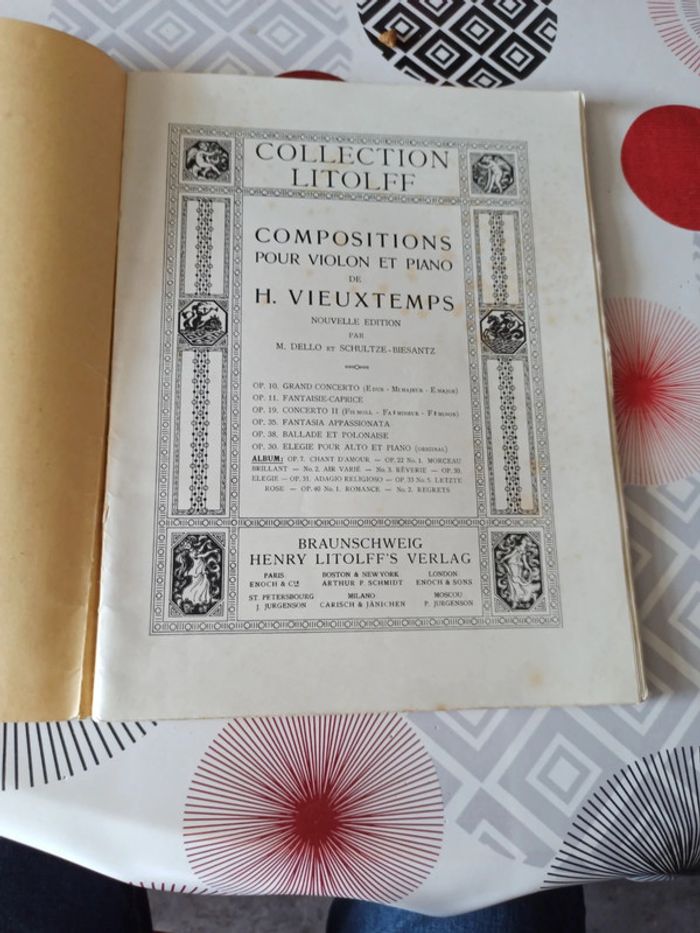 COLLECTION
LITOLFF
COMPOSITIONS
POUR VIOLON ET PIANO
DE
H. VIEUXTEMPS
NOUVELLE EDITION
PAR
M. DELLO ET SCHULTZE-BIESANTZ
OP. 10. GRAND CONCERTO (E DUR - MI MAJEUR - E MAJOR)
OP. 11. FANTAISIE-CAPRICE
OP. 19. CONCERTO II (FIS MOLL - FA # MINEUR - F # MINOR)
OP. 35. FANTASIA APPASSIONATA
OP. 38. BALLADE ET POLONAISE
OP. 30. ELEGIE POUR ALTO ET PIANO (ORIGINAL)
ALBUM: OP. 7. CHANT D'AMOUR — OP. 22 No. 1. MORCEAU
BRILLANT — No. 2. AIR VARIÉ — No. 3. RÊVERIE — OP. 30.
ELEGIE — OP. 31. ADAGIO RELIGIOSO — OP. 33 No. 5. LETZTE
ROSE — OP. 40 No. 1. ROMANCE — No. 2. REGRETS
BRAUNSCHWEIG
HENRY LITOLFF'S VERLAG
PARIS BOSTON & NEW YORK LONDON
ENOCH & Cie ARTHUR P. SCHMIDT ENOCH & SONS
ST. PETERSBOURG MILANO MOSCOU
J. JURGENSON CARISCH & JÄNICHEN P. JURGENSON